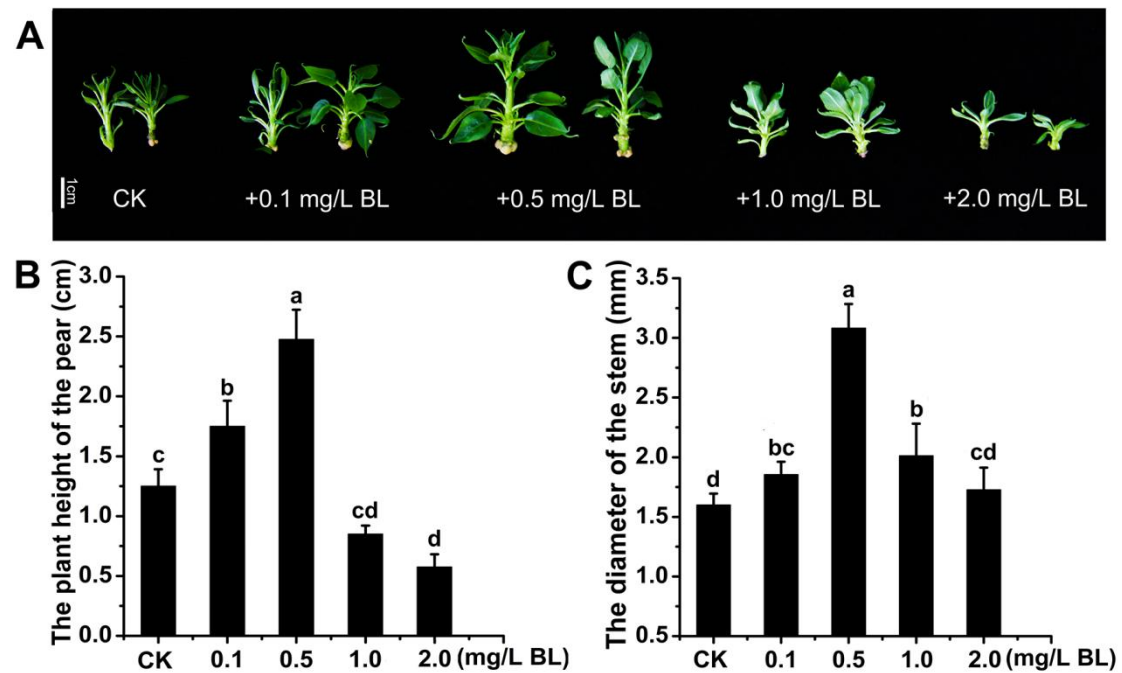 A
1cm
CK
+0.1 mg/L BL
+0.5 mg/L BL
+1.0 mg/L BL
+2.0 mg/L BL
B
The plant height of the pear (cm)
3.0
2.5
2.0
1.5
1.0
0.5
0.0
c
b
a
cd
d
CK 0.1 0.5 1.0 2.0 (mg/L BL)
C
The diameter of the stem (mm)
3.5
3.0
2.5
2.0
1.5
1.0
0.5
d
bc
a
b
cd
CK 0.1 0.5 1.0 2.0 (mg/L BL)